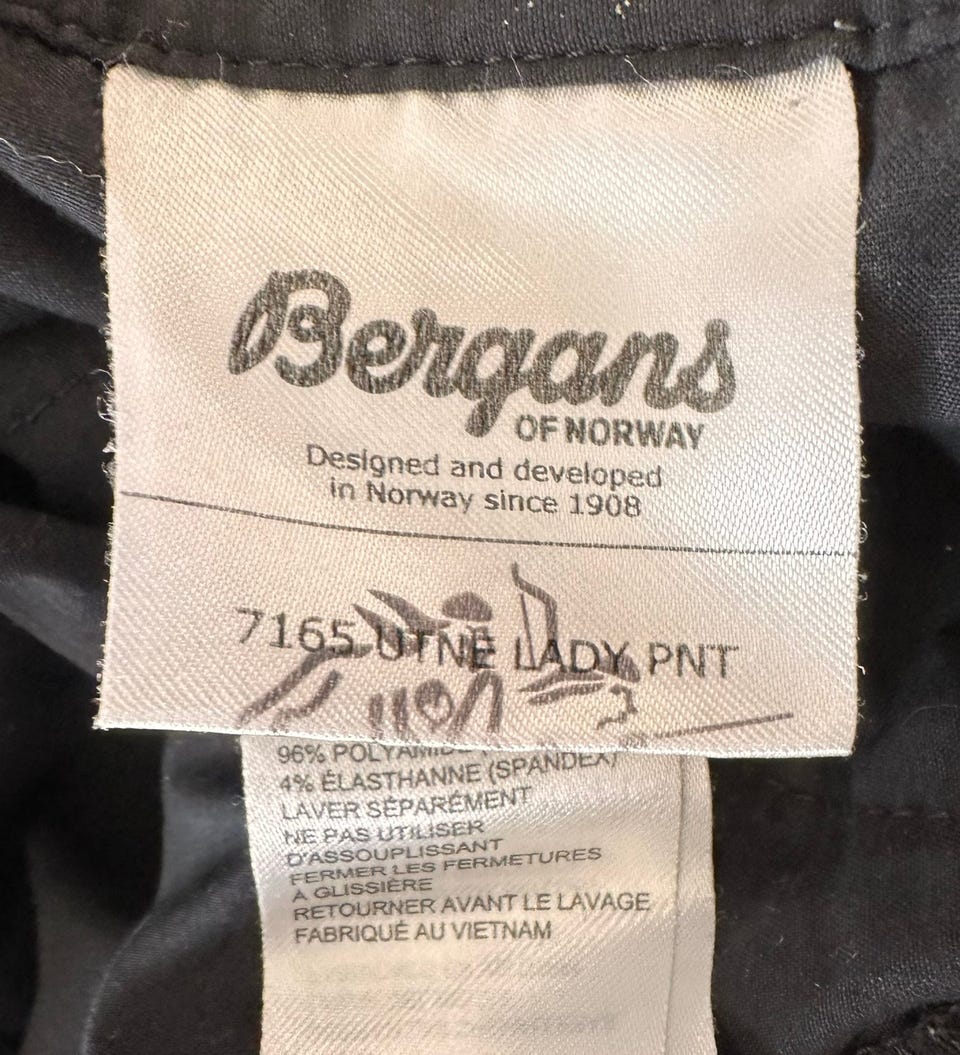 Bergans
OF NORWAY
Designed and developed
in Norway since 1908
7165 UTNE LADY PNT
96% POLYAMID
4% ÉLASTHANNE (SPANDEX)
LAVER SÉPARÉMENT
NE PAS UTILISER
D'ASSOUPLISSANT
FERMER LES FERMETURES
À GLISSIÈRE
RETOURNER AVANT LE LAVAGE
FABRIQUÉ AU VIETNAM